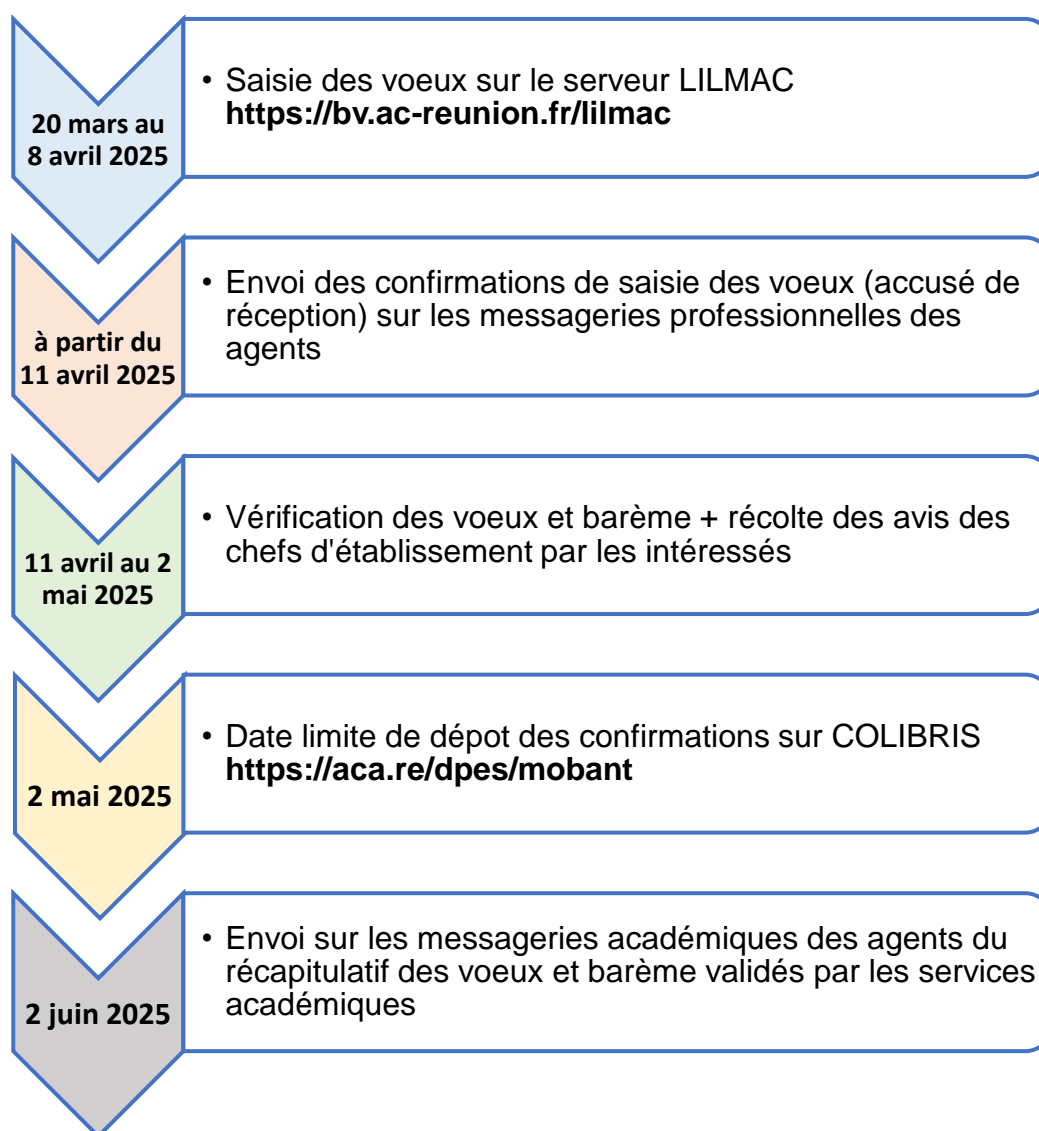 20 mars au
8 avril 2025
• Saisie des voeux sur le serveur LILMAC
https://bv.ac-reunion.fr/lilmac
à partir du
11 avril 2025
• Envoi des confirmations de saisie des voeux (accusé de
réception) sur les messageries professionnelles des
agents
11 avril au 2
mai 2025
• Vérification des voeux et barème + récolte des avis des
chefs d'établissement par les intéressés
2 mai 2025
• Date limite de dépot des confirmations sur COLIBRIS
https://aca.re/dpes/mobant
2 juin 2025
• Envoi sur les messageries académiques des agents du
récapitulatif des voeux et barème validés par les services
académiques